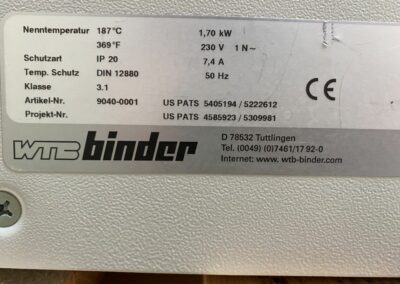 Nenntemperatur 187°C 1,70 kW
369°F 230 V 1 N~
Schutzart IP 20 7,4 A
Temp. Schutz DIN 12880 50 Hz
Klasse 3.1
Artikel-Nr. 9040-0001 US PATS 5405194 / 5222612
Projekt-Nr. US PATS 4585923 / 5309981
CE
WTB binder
D 78532 Tuttlingen
Tel. (0049) (0)7461/17 92-0
Internet: www. wtb-binder.com